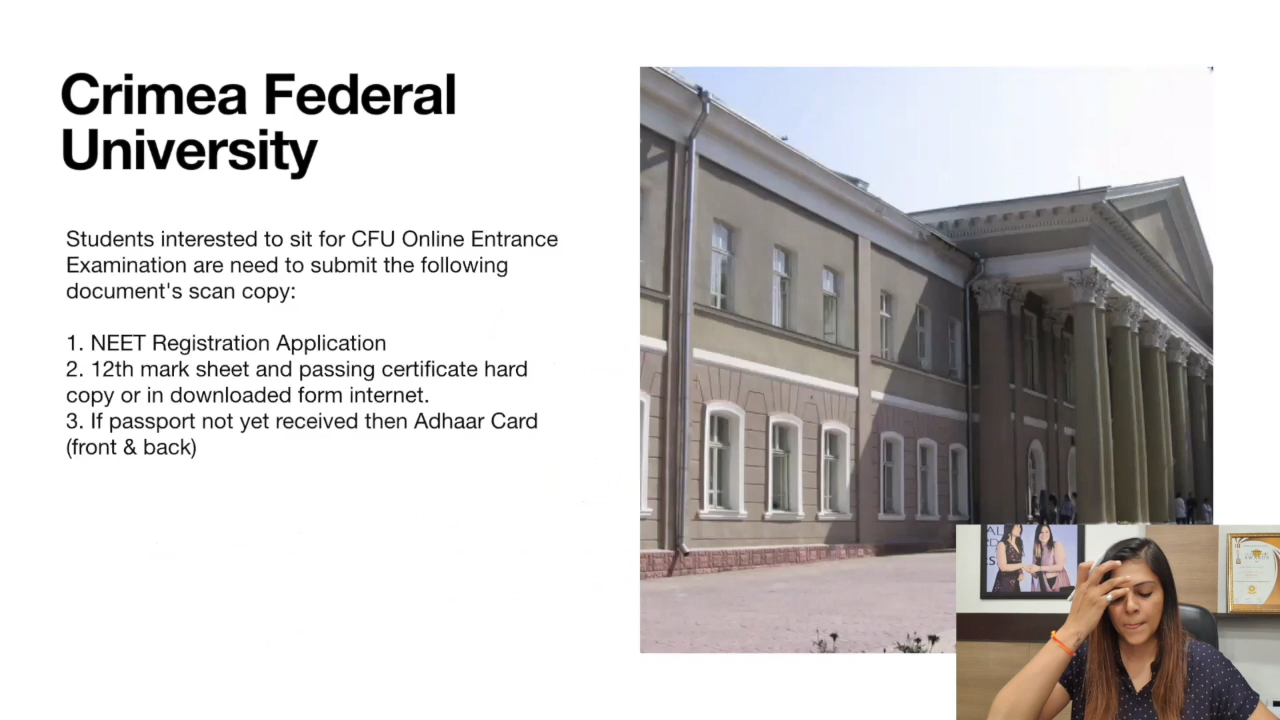 Crimea Federal
University
Students interested to sit for CFU Online Entrance
Examination are need to submit the following
document's scan copy:
1. NEET Registration Application
2. 12th mark sheet and passing certificate hard
copy or in downloaded form internet.
3. If passport not yet received then Adhaar Card
(front & back)